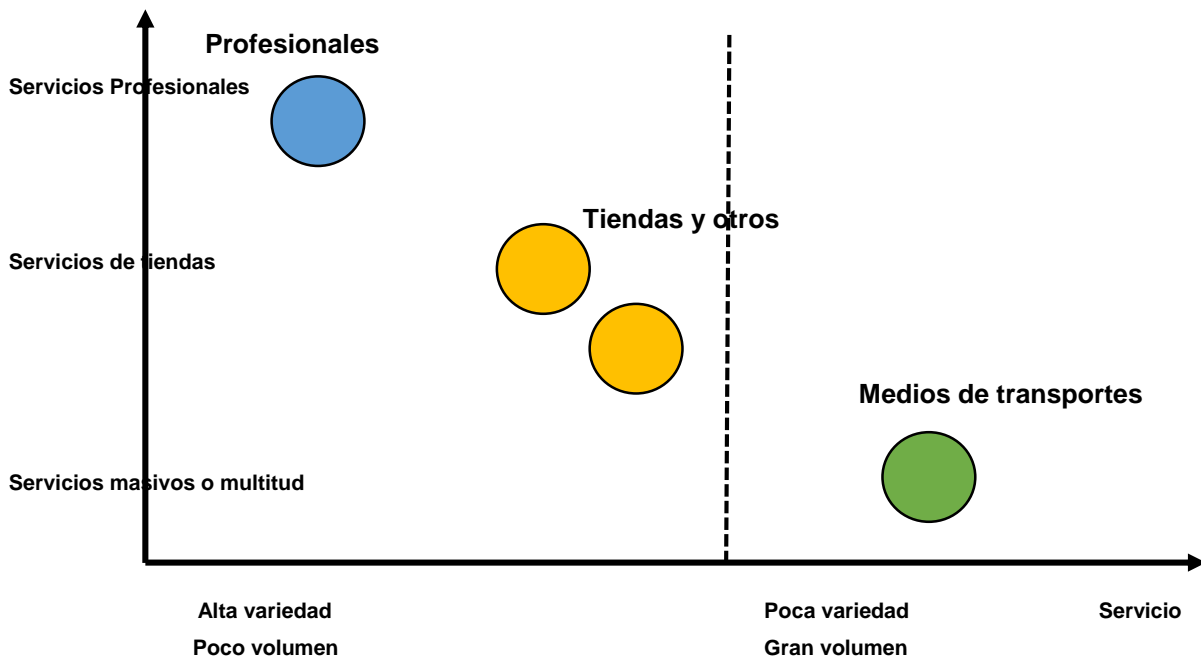 Profesionales
Servicios Profesionales
Tiendas y otros
Servicios de tiendas
Medios de transportes
Servicios masivos o multitud
Alta variedad
Poca variedad
Servicio
Poco volumen
Gran volumen